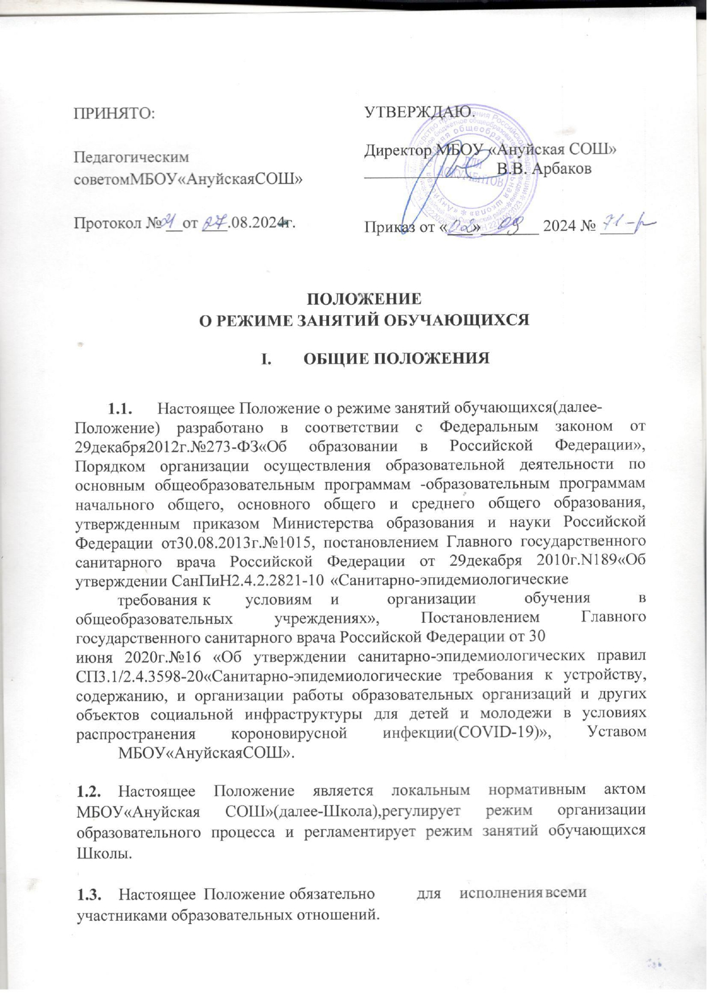 ПРИНЯТО:
Педагогическим
советомМБОУ«АнуйскаяСОШ»
Протокол №21 от 27.08.2024г.
УТВЕРЖДАЮ.
Директор МБОУ «Ануйская СОШ»
В.В. Арбаков
Приказ от «02» 09 2024 № 71-р
ДЛЯ
ДОКУМЕНТОВ
ПОЛОЖЕНИЕ
О РЕЖИМЕ ЗАНЯТИЙ ОБУЧАЮЩИХСЯ
I. ОБЩИЕ ПОЛОЖЕНИЯ
1.1. Настоящее Положение о режиме занятий обучающихся(далее-
Положение) разработано в соответствии с Федеральным законом от
29декабря2012г.№273-ФЗ«Об образовании в Российской Федерации»,
Порядком организации осуществления образовательной деятельности по
основным общеобразовательным программам -образовательным программам
начального общего, основного общего и среднего общего образования,
утвержденным приказом Министерства образования и науки Российской
Федерации от30.08.2013г.№1015, постановлением Главного государственного
санитарного врача Российской Федерации от 29декабря 2010г.N189«Об
утверждении СанПиН2.4.2.2821-10 «Санитарно-эпидемиологические
требования к условиям и организации обучения в
общеобразовательных учреждениях», Постановлением Главного
государственного санитарного врача Российской Федерации от 30
июня 2020г.№16 «Об утверждении санитарно-эпидемиологических правил
СП3.1/2.4.3598-20«Санитарно-эпидемиологические требования к устройству,
содержанию, и организации работы образовательных организаций и других
объектов социальной инфраструктуры для детей и молодежи в условиях
распространения короновирусной инфекции(COVID-19)», Уставом
МБОУ«АнуйскаяСОШ».
1.2. Настоящее Положение является локальным нормативным актом
МБОУ«Ануйская СОШ»(далее-Школа),регулирует режим организации
образовательного процесса и регламентирует режим занятий обучающихся
Школы.
1.3. Настоящее Положение обязательно для исполнения всеми
участниками образовательных отношений.